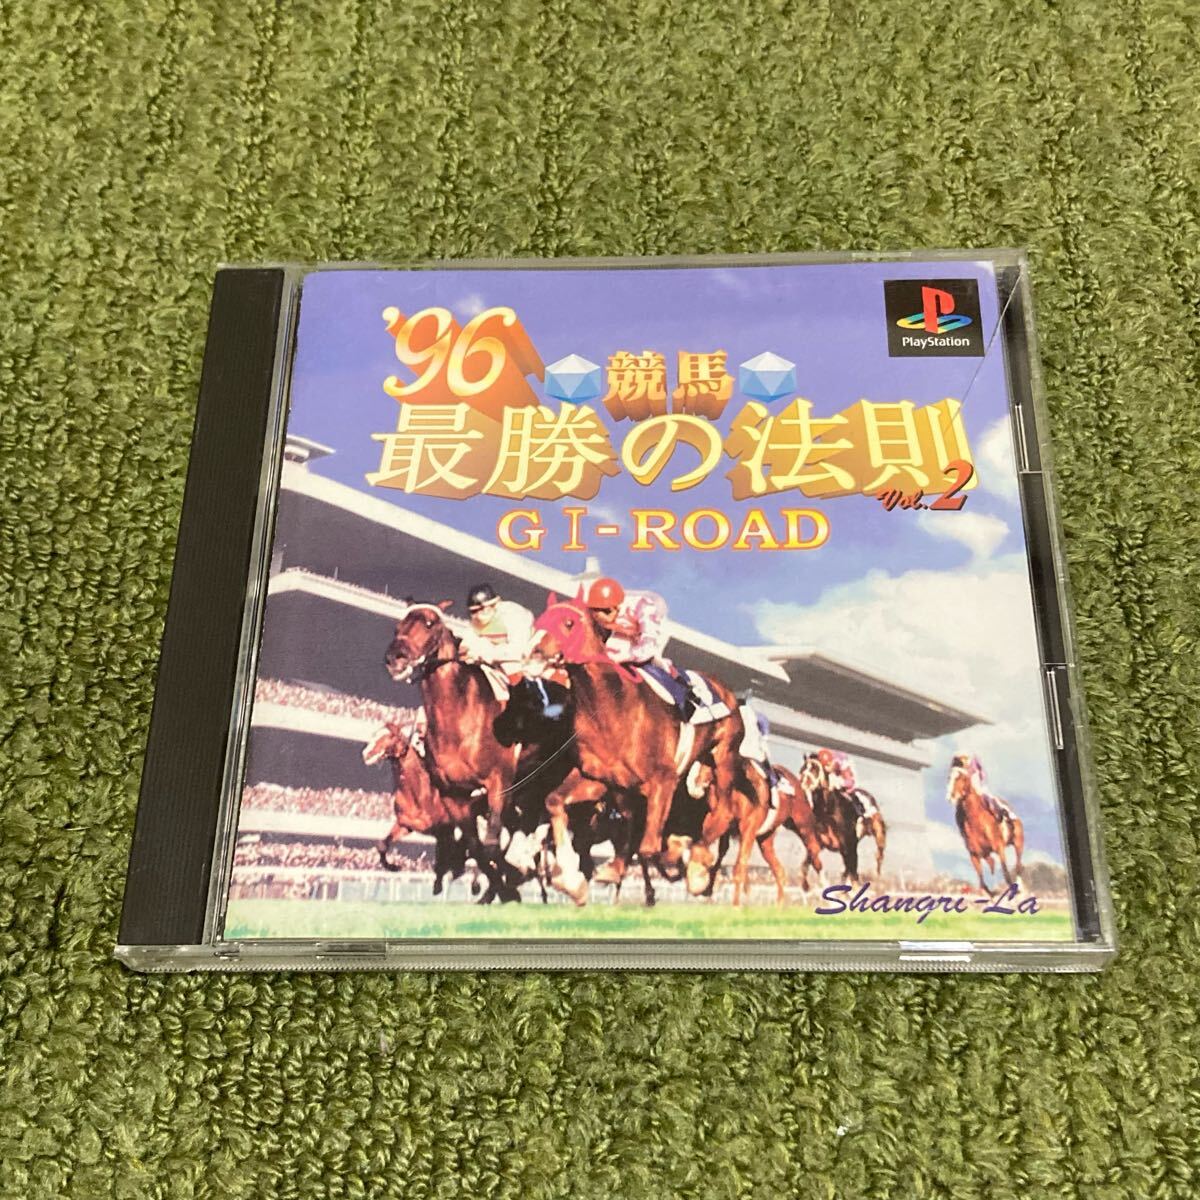 PlayStation
'96 競馬
最勝の法則
Vol.2
GI-ROAD
Shangri-La